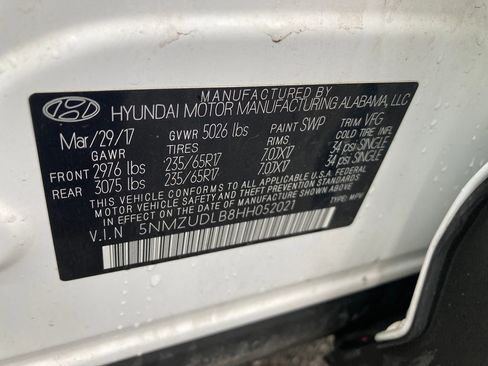 MANUFACTURED BY
HYUNDAI MOTOR MANUFACTURING ALABAMA, LLC
Mar/29/17 GVWR 5026 lbs PAINT SWP TRIM VFG
GAWR TIRES RIMS COLD TIRE INFL
FRONT 2976 lbs 235/65R17 7.0JX17 34 psi SINGLE
REAR 3075 lbs 235/65R17 7.0JX17 34 psi SINGLE
THIS VEHICLE CONFORMS TO ALL APPLICABLE U.S.A FEDERAL
MOTOR VEHICLE SAFETY STANDARDS IN
EFFECT ON THE DATE OF MANUFACTURE SHOWN ABOVE.
V.I.N 5NMZUDLB8HH052021 TYPE: MPV